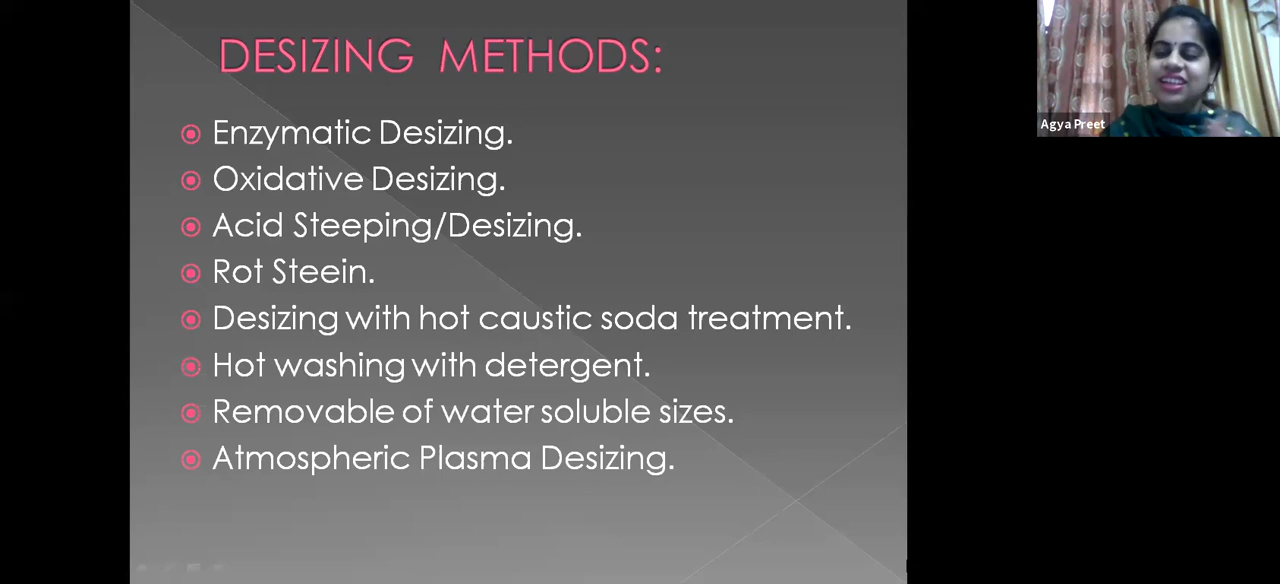 DESIZING METHODS:
Enzymatic Desizing.
Oxidative Desizing.
Acid Steeping/Desizing.
Rot Steein.
Desizing with hot caustic soda treatment.
Hot washing with detergent.
Removable of water soluble sizes.
Atmospheric Plasma Desizing.
Agya Preet